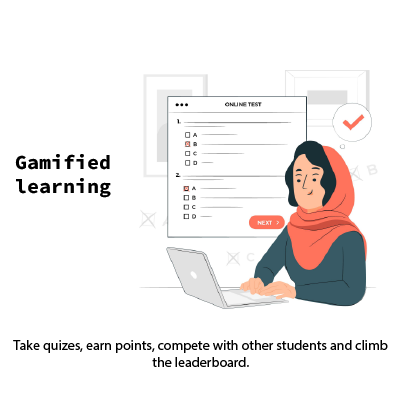 ONLINE TEST
1.
A
B
C
D
2.
A
B
C
D
NEXT >
B
A
C
Gamified
learning
Take quizes, earn points, compete with other students and climb
the leaderboard.